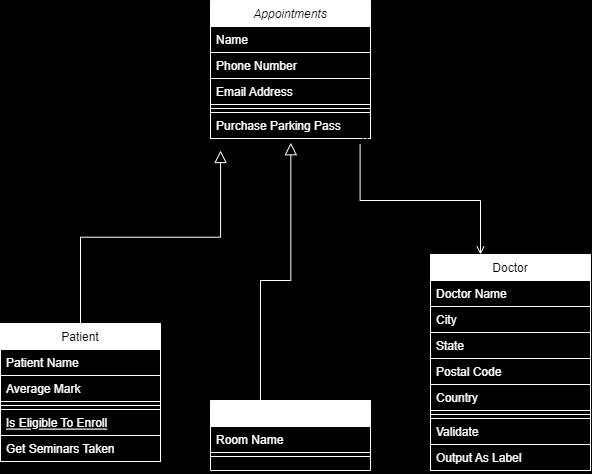 Appointments
Name
Phone Number
Email Address
Purchase Parking Pass
Patient
Patient Name
Average Mark
Is Eligible To Enroll
Get Seminars Taken
Room Name
Doctor
Doctor Name
City
State
Postal Code
Country
Validate
Output As Label